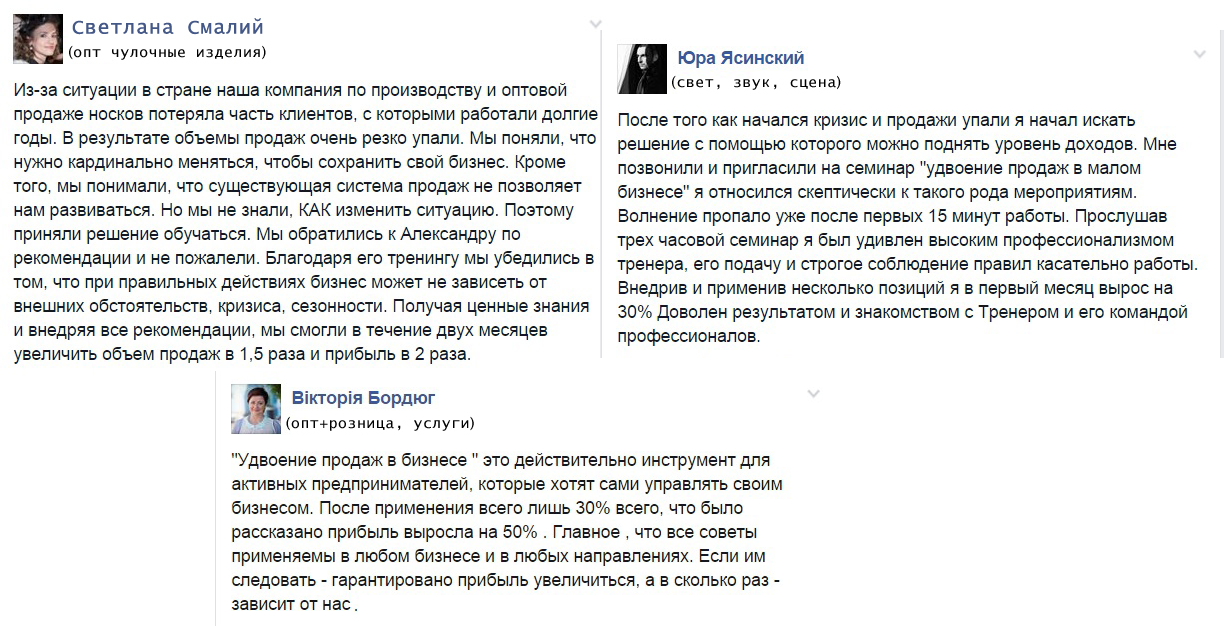 Светлана Смалий
(опт чулочные изделия)
Из-за ситуации в стране наша компания по производству и оптовой
продаже носков потеряла часть клиентов, с которыми работали долгие
годы. В результате объемы продаж очень резко упали. Мы поняли, что
нужно кардинально меняться, чтобы сохранить свой бизнес. Кроме
того, мы понимали, что существующая система продаж не позволяет
нам развиваться. Но мы не знали, КАК изменить ситуацию. Поэтому
приняли решение обучаться. Мы обратились к Александру по
рекомендации и не пожалели. Благодаря его тренингу мы убедились в
том, что при правильных действиях бизнес может не зависеть от
внешних обстоятельств, кризиса, сезонности. Получая ценные знания
и внедряя все рекомендации, мы смогли в течение двух месяцев
увеличить объем продаж в 1,5 раза и прибыль в 2 раза.
Юра Ясинский
(свет, звук, сцена)
После того как начался кризис и продажи упали я начал искать
решение с помощью которого можно поднять уровень доходов. Мне
позвонили и пригласили на семинар "удвоение продаж в малом
бизнесе" я относился скептически к такого рода мероприятиям.
Волнение пропало уже после первых 15 минут работы. Прослушав
трех часовой семинар я был удивлен высоким профессионализмом
тренера, его подачу и строгое соблюдение правил касательно работы.
Внедрив и применив несколько позиций я в первый месяц вырос на
30% Доволен результатом и знакомством с Тренером и его командой
профессионалов.
Вікторія Бордюг
(опт+розница, услуги)
"Удвоение продаж в бизнесе " это действительно инструмент для
активных предпринимателей, которые хотят сами управлять своим
бизнесом. После применения всего лишь 30% всего, что было
рассказано прибыль выросла на 50% . Главное , что все советы
применяемы в любом бизнесе и в любых направлениях. Если им
следовать - гарантировано прибыль увеличиться, а в сколько раз -
зависит от нас .